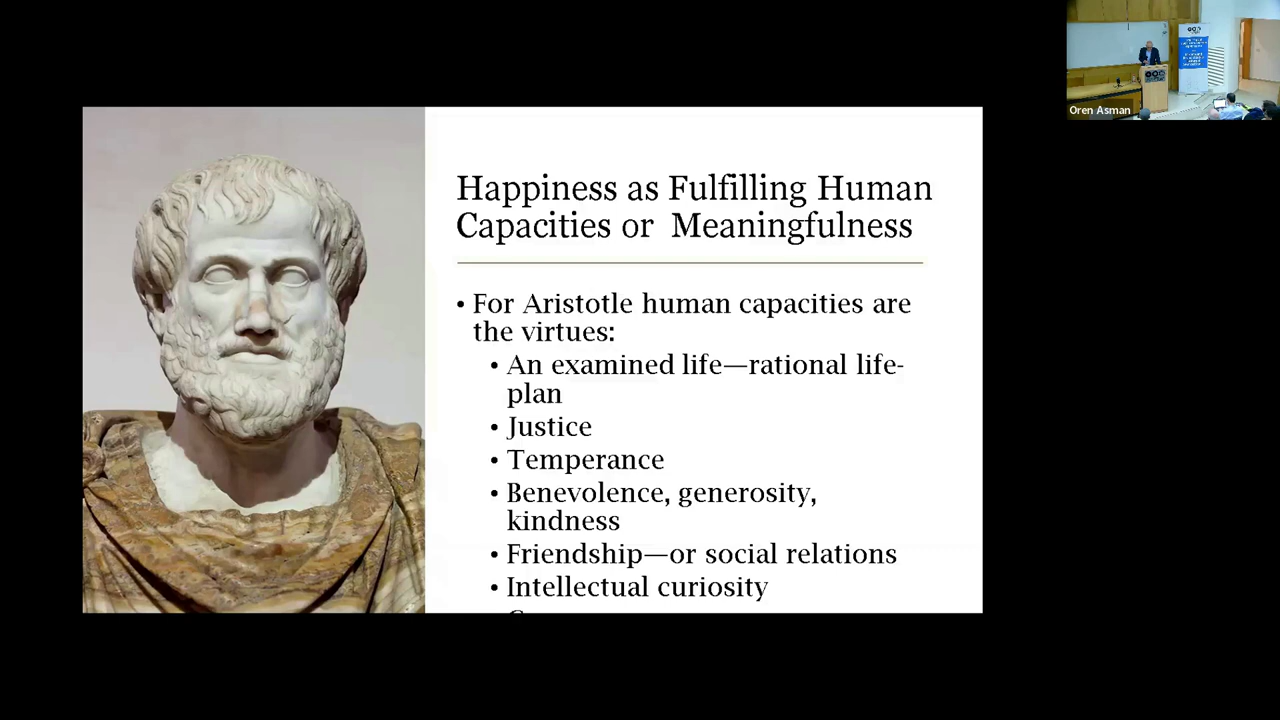 Happiness as Fulfilling Human
Capacities or Meaningfulness
• For Aristotle human capacities are
the virtues:
• An examined life—rational life-
plan
• Justice
• Temperance
• Benevolence, generosity,
kindness
• Friendship—or social relations
• Intellectual curiosity
Oren Asman